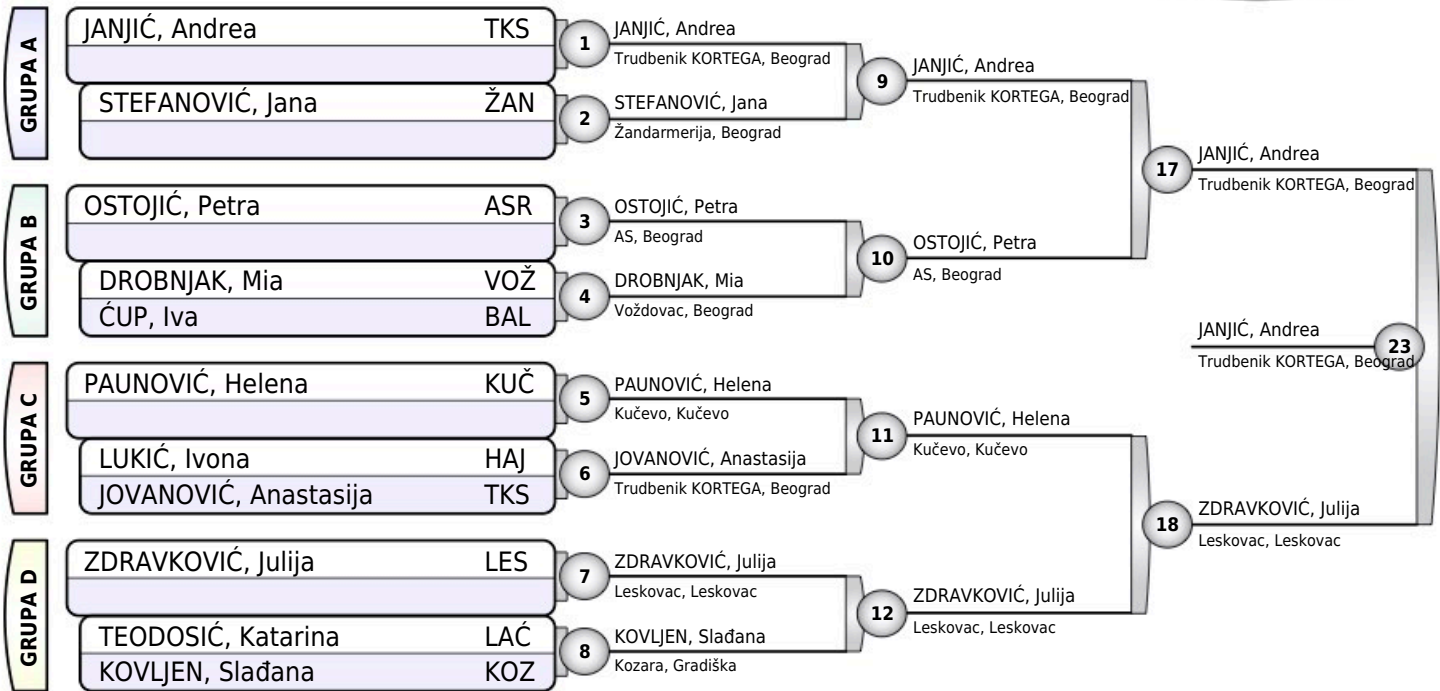 GRUPA A
JANJIĆ, Andrea TKS
STEFANOVIĆ, Jana ŽAN
GRUPA B
OSTOJIĆ, Petra ASR
DROBNJAK, Mia VOŽ
ĆUP, Iva BAL
GRUPA C
PAUNOVIĆ, Helena KUČ
LUKIĆ, Ivona HAJ
JOVANOVIĆ, Anastasija TKS
GRUPA D
ZDRAVKOVIĆ, Julija LES
TEODOSIĆ, Katarina LAĆ
KOVLJEN, Slađana KOZ
1
JANJIĆ, Andrea
Trudbenik KORTEGA, Beograd
2
STEFANOVIĆ, Jana
Žandarmerija, Beograd
3
OSTOJIĆ, Petra
AS, Beograd
4
DROBNJAK, Mia
Voždovac, Beograd
5
PAUNOVIĆ, Helena
Kučevo, Kučevo
6
JOVANOVIĆ, Anastasija
Trudbenik KORTEGA, Beograd
7
ZDRAVKOVIĆ, Julija
Leskovac, Leskovac
8
KOVLJEN, Slađana
Kozara, Gradiška
9
JANJIĆ, Andrea
Trudbenik KORTEGA, Beograd
10
OSTOJIĆ, Petra
AS, Beograd
11
PAUNOVIĆ, Helena
Kučevo, Kučevo
12
ZDRAVKOVIĆ, Julija
Leskovac, Leskovac
17
JANJIĆ, Andrea
Trudbenik KORTEGA, Beograd
18
ZDRAVKOVIĆ, Julija
Leskovac, Leskovac
23
JANJIĆ, Andrea
Trudbenik KORTEGA, Beograd